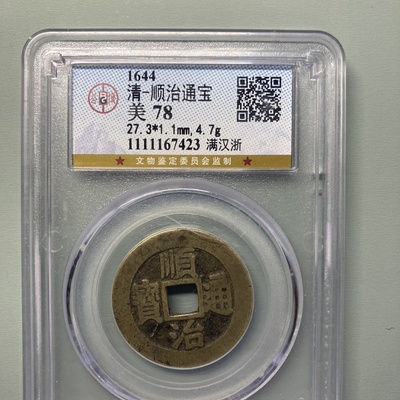 1644
清-顺治通宝
美 78
27.3*1.1mm, 4.7g
1111167423 满汉浙
文物鉴定委员会监制
G
順
治
通
寶